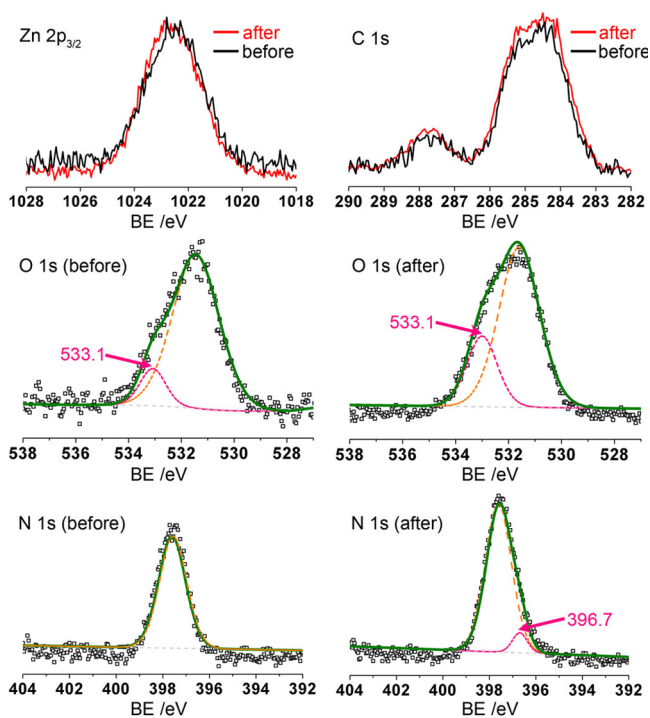 Zn 2p3/2
after
before
1028 1026 1024 1022 1020 1018
BE /eV
C 1s
after
before
290 289 288 287 286 285 284 283 282
BE /eV
O 1s (before)
533.1
538 536 534 532 530 528
BE /eV
O 1s (after)
533.1
538 536 534 532 530 528
BE /eV
N 1s (before)
404 402 400 398 396 394 392
BE /eV
N 1s (after)
396.7
404 402 400 398 396 394 392
BE /eV